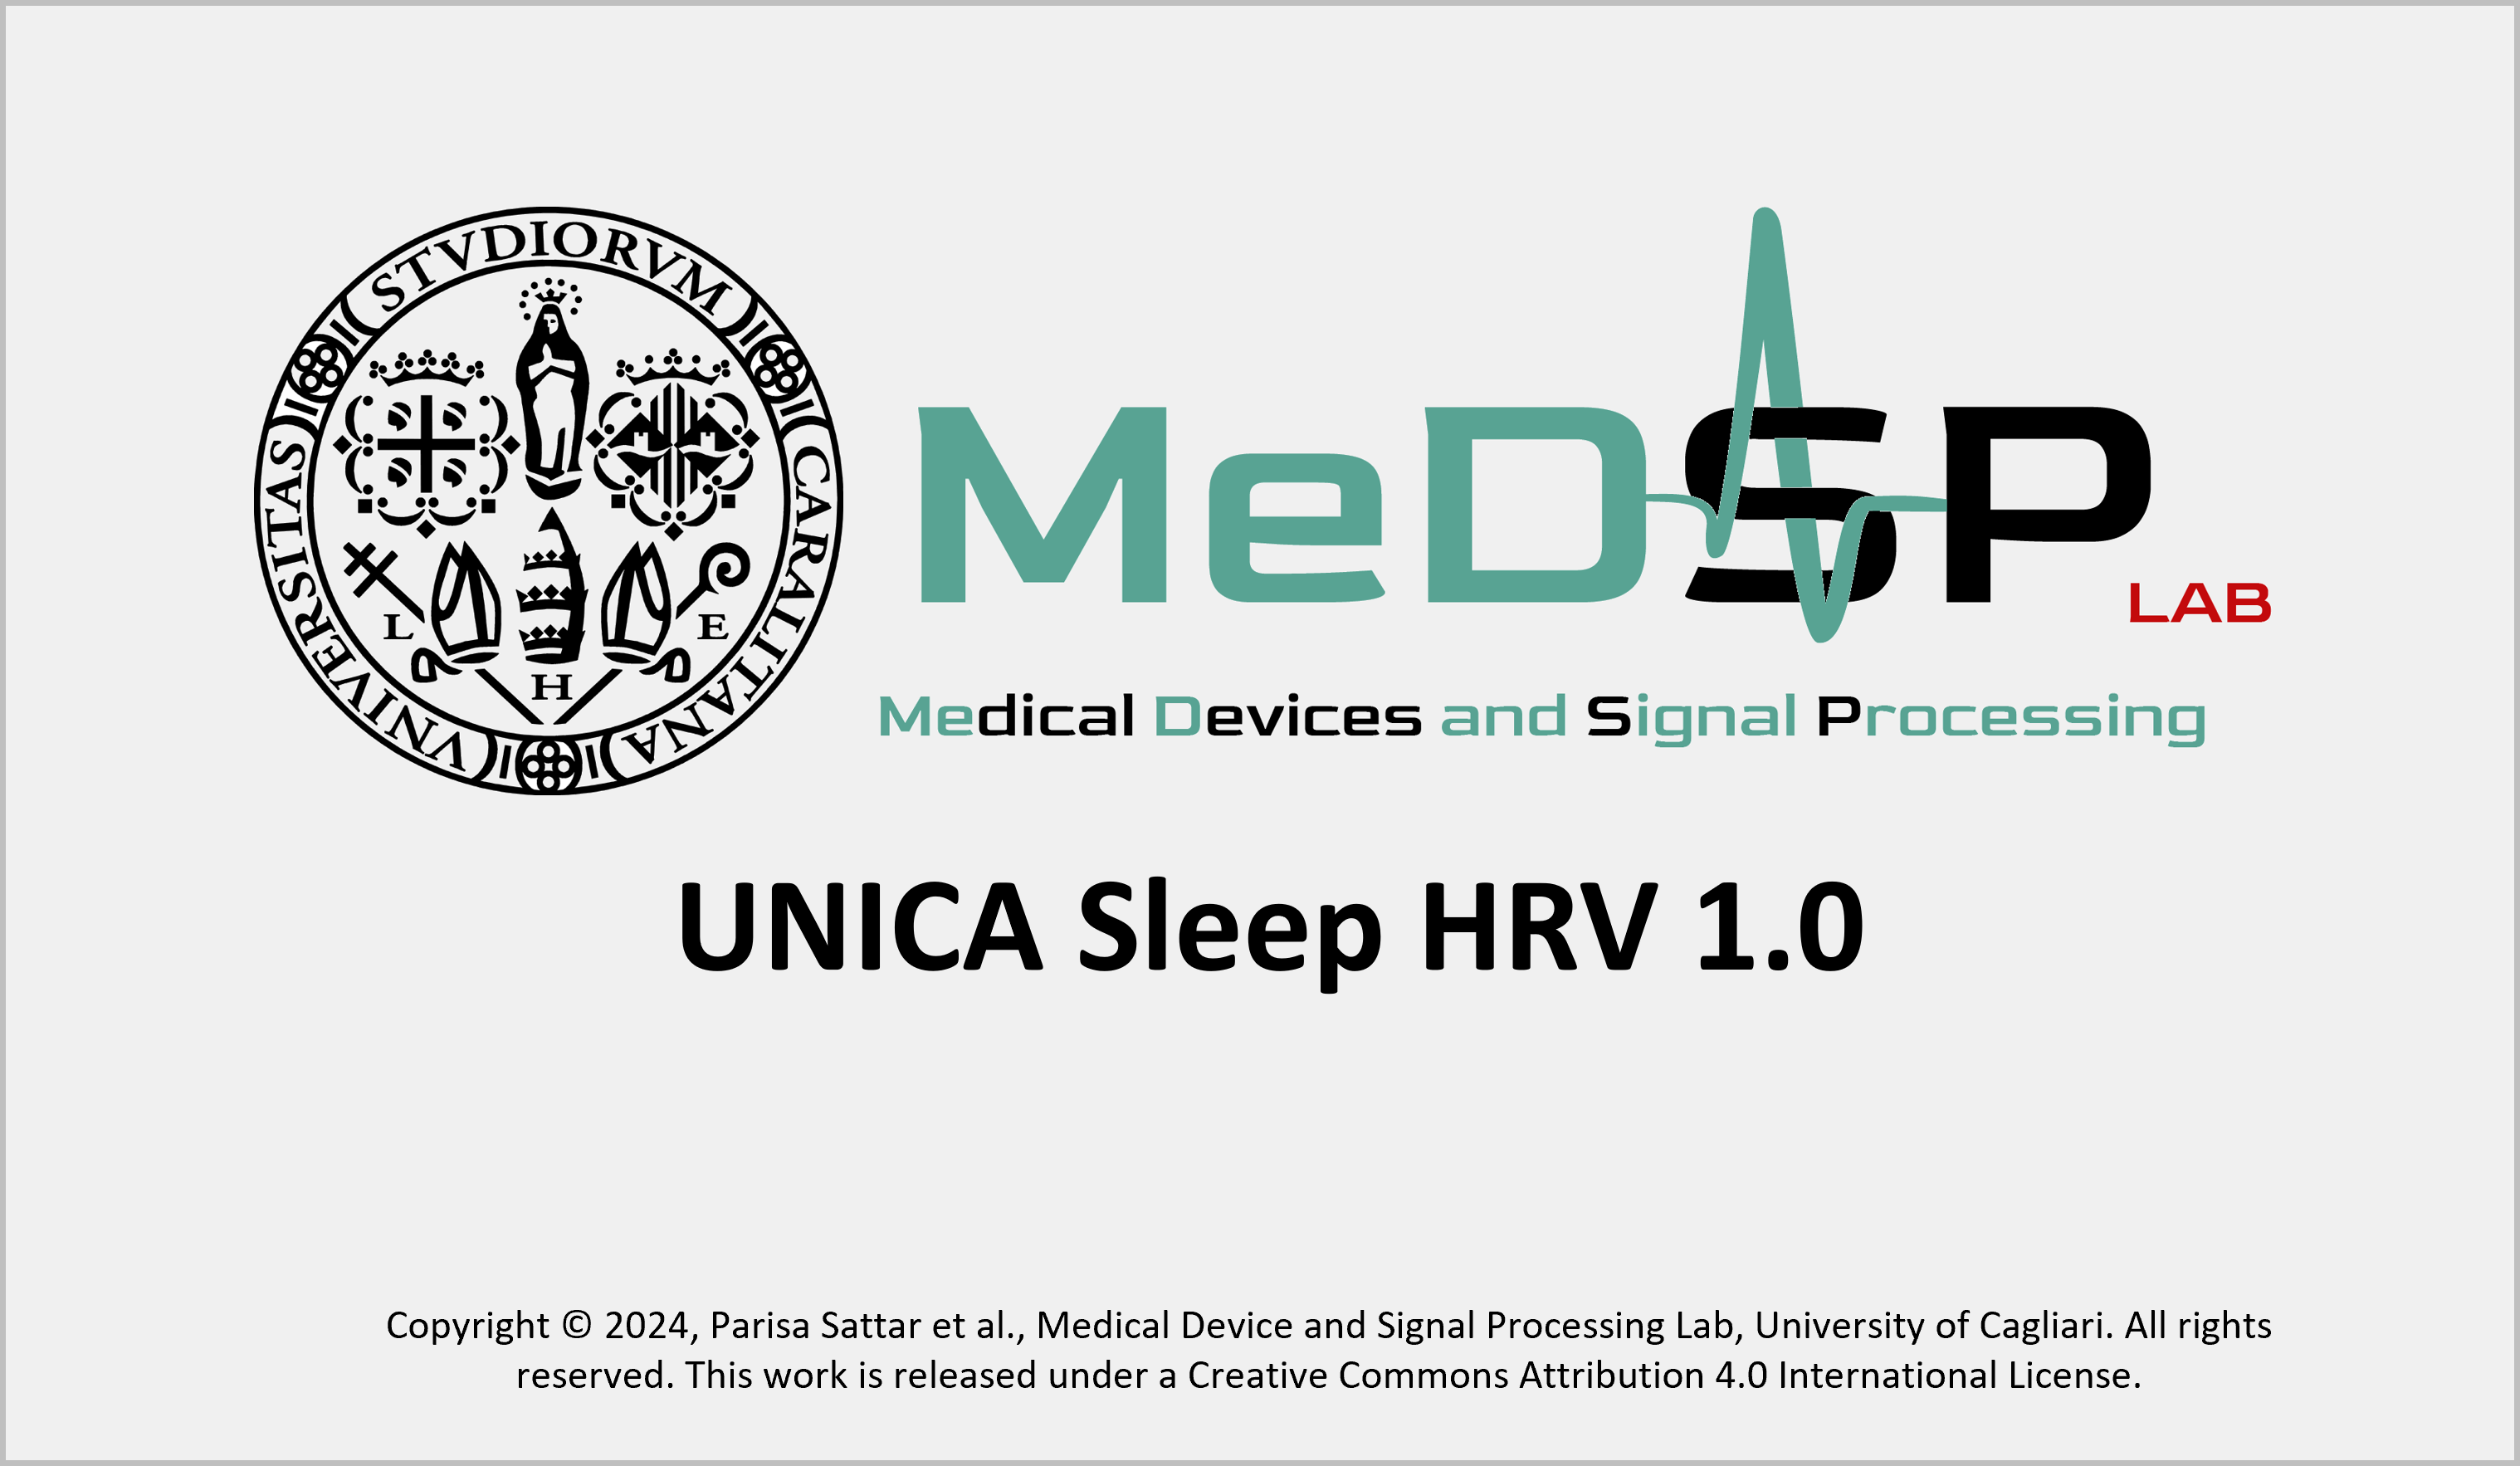 STVDIORVM
VNIVERSITAS
CARALITANA
L
E
H
MeDSP
LAB
Medical Devices and Signal Processing
UNICA Sleep HRV 1.0
Copyright © 2024, Parisa Sattar et al., Medical Device and Signal Processing Lab, University of Cagliari. All rights
reserved. This work is released under a Creative Commons Attribution 4.0 International License.